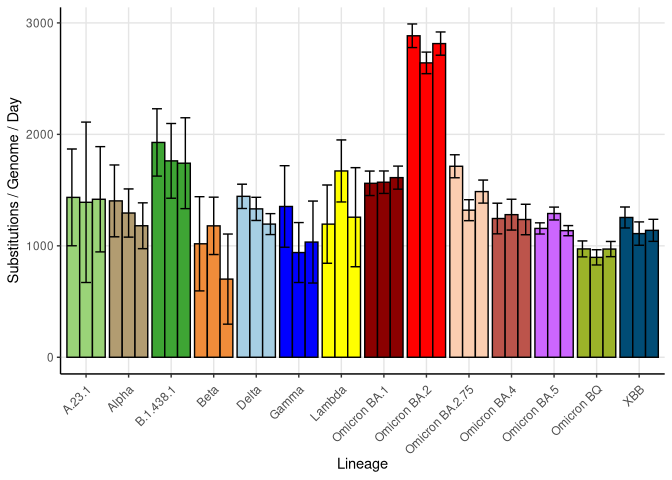 3000
2000
1000
0
Substitutions / Genome / Day
A.23.1
Alpha
B.1.438.1
Beta
Delta
Gamma
Lambda
Omicron BA.1
Omicron BA.2
Omicron BA.2.75
Omicron BA.4
Omicron BA.5
Omicron BQ
XBB
Lineage